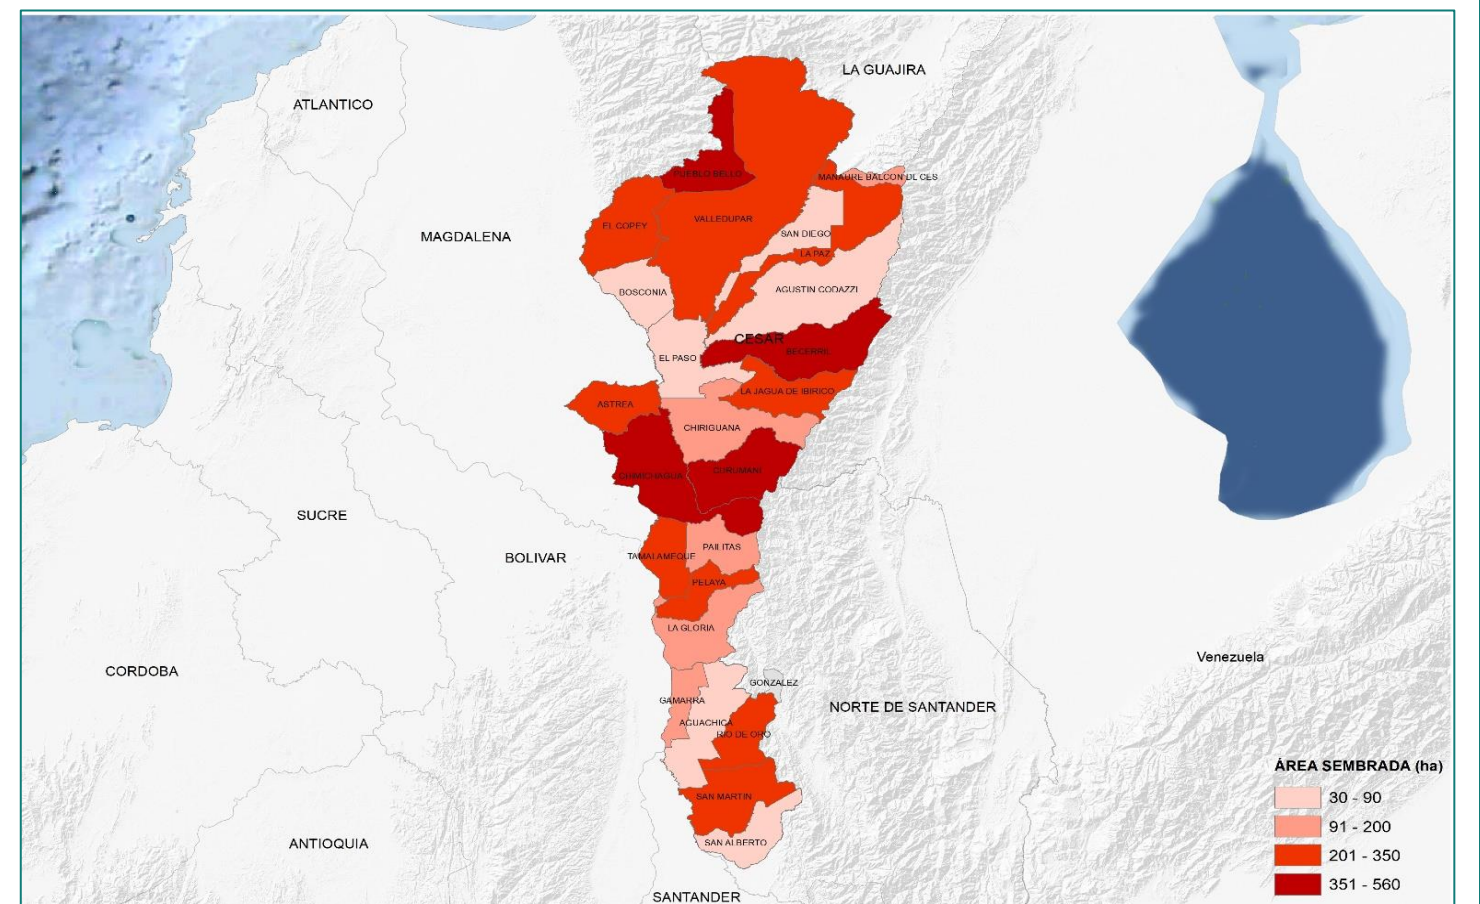 LA GUAJIRA
ATLANTICO
PUEBLO BELLO
MANAURE BALCON DL CES
EL COPEY
VALLEDUPAR
SAN DIEGO
MAGDALENA
LA PAZ
BOSCONIA
AGUSTIN CODAZZI
CESAR
BECERRIL
EL PASO
LA JAGUA DE IBIRICO
ASTREA
CHIRIGUANA
CHIMICHAGUA
CURUMANI
SUCRE
BOLIVAR
TAMALAMEQUE
PAILITAS
PELAYA
LA GLORIA
Venezuela
CORDOBA
GONZALEZ
GAMARRA
NORTE DE SANTANDER
AGUACHICA
RIO DE ORO
ÁREA SEMBRADA (ha)
30 - 90
91 - 200
201 - 350
351 - 560
SAN MARTIN
ANTIOQUIA
SAN ALBERTO
SANTANDER